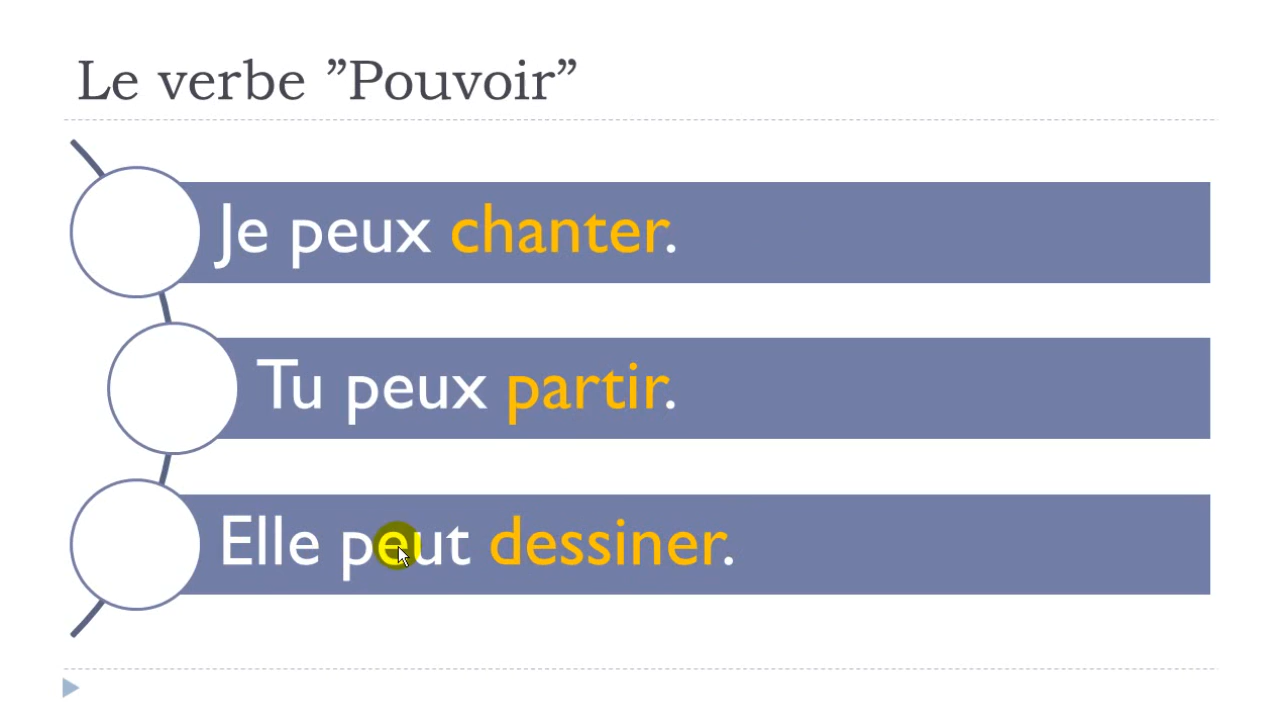 Le verbe ”Pouvoir”
Je peux chanter.
Tu peux partir.
Elle peut dessiner.